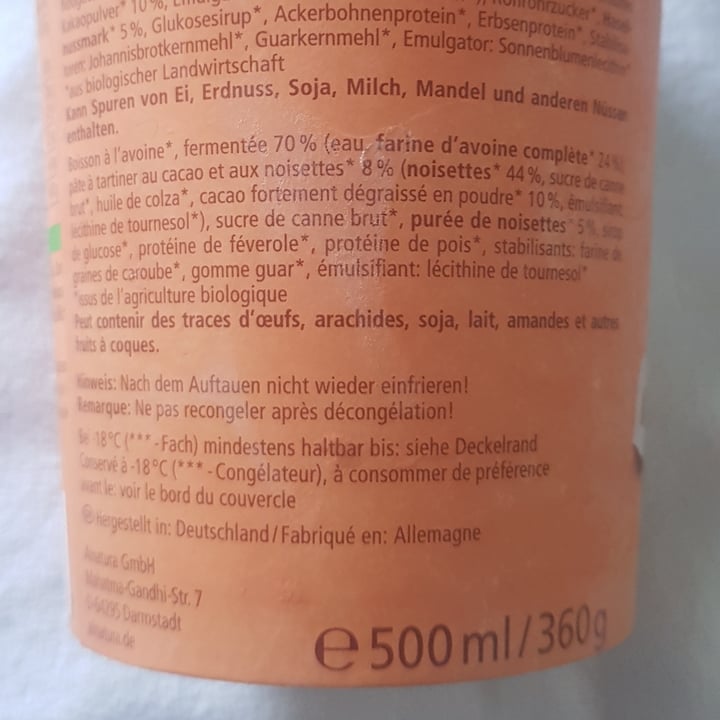 Kakaopulver* 10 %, Rohrohrzucker*,
nussmark* 5 %, Glukosesirup*, Ackerbohnenprotein*, Erbsenprotein*,
Johannisbrotkernmehl*, Guarkernmehl*, Emulgator: Sonnenblumenlecithin*
*aus biologischer Landwirtschaft
Kann Spuren von Ei, Erdnuss, Soja, Milch, Mandel und anderen Nüssen
enthalten.
Boisson à l'avoine*, fermentée 70 % (eau, farine d'avoine complète* 24 %),
pâte à tartiner au cacao et aux noisettes* 8 % (noisettes* 44 %, sucre de canne
brut*, huile de colza*, cacao fortement dégraissé en poudre* 10 %, émulsifiant:
lécithine de tournesol*), sucre de canne brut*, purée de noisettes* 5 %, sirop
de glucose*, protéine de féverole*, protéine de pois*, stabilisants: farine de
graines de caroube*, gomme guar*, émulsifiant: lécithine de tournesol*
*issus de l'agriculture biologique
Peut contenir des traces d'œufs, arachides, soja, lait, amandes et autres
fruits à coques.
Hinweis: Nach dem Auftauen nicht wieder einfrieren!
Remarque: Ne pas recongeler après décongélation!
Bei -18°C (*** -Fach) mindestens haltbar bis: siehe Deckelrand
Conservé à -18°C (*** -Congélateur), à consommer de préférence
avant le: voir le bord du couvercle
Hergestellt in: Deutschland / Fabriqué en: Allemagne
Alnatura GmbH
Mahatma-Gandhi-Str. 7
D-64295 Darmstadt
alnatura.de
℮ 500 ml / 360 g